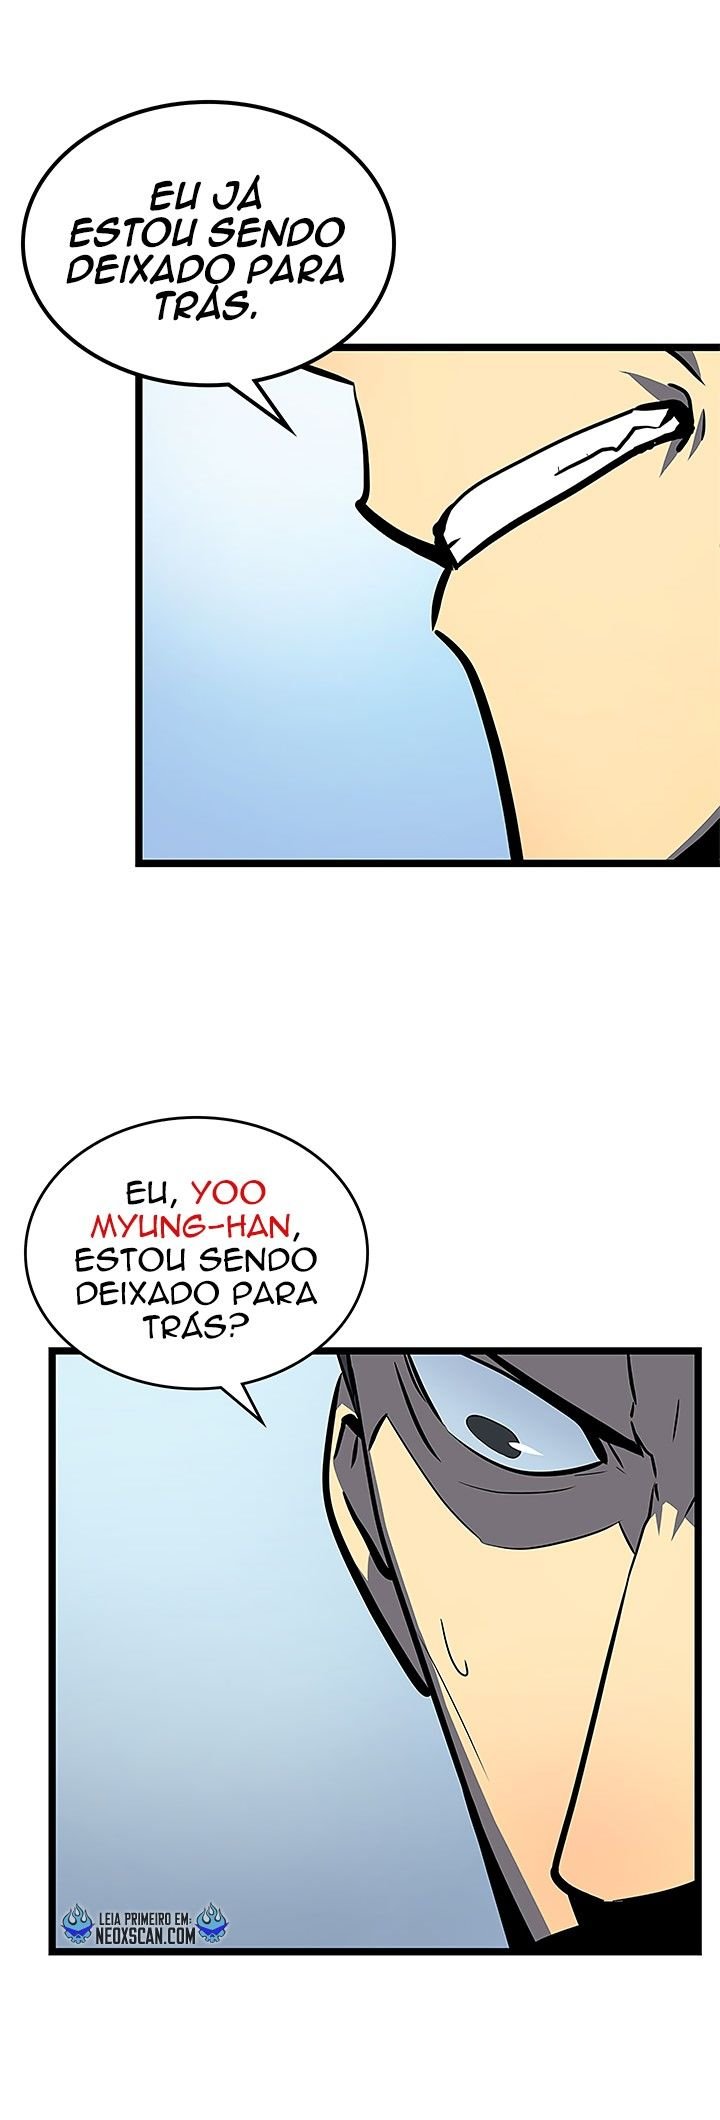 EU JÁ
ESTOU SENDO
DEIXADO PARA
TRÁS.
EU, YOO
MYUNG-HAN,
ESTOU SENDO
DEIXADO PARA
TRÁS?
LEIA PRIMEIRO EM:
NEOXSCAN.COM